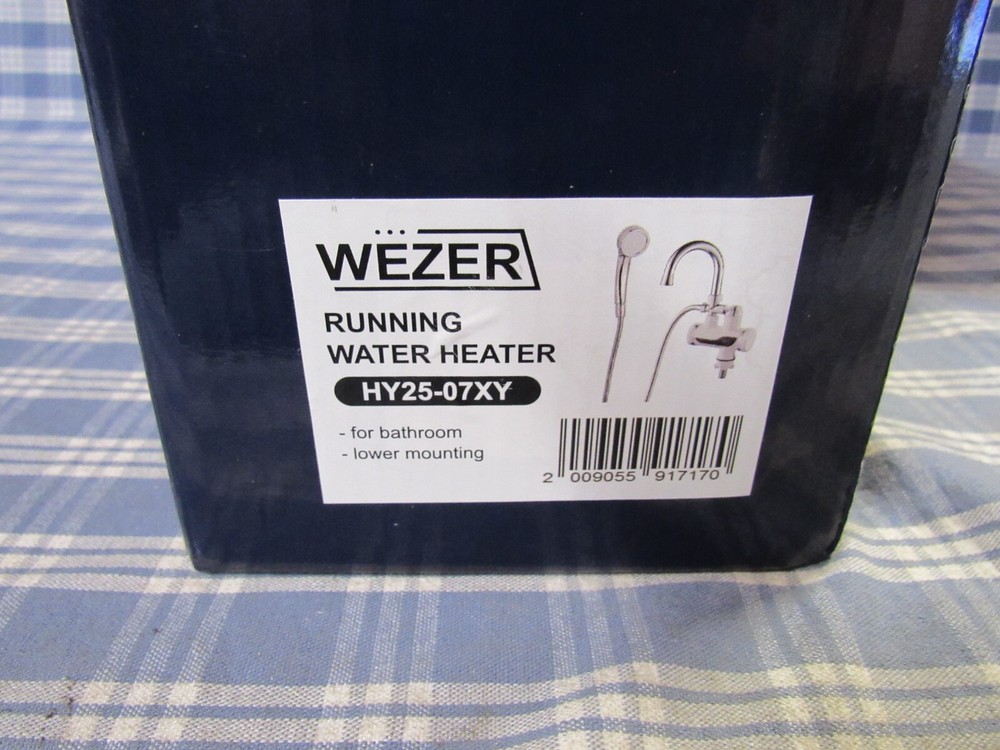 WEZER
RUNNING
WATER HEATER
HY25-07XY
- for bathroom
- lower mounting
2 009055 917170